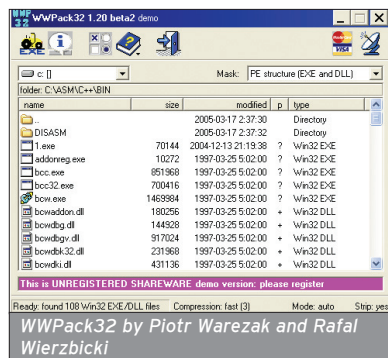 WWP
32
WWPack32 1.20 beta2 demo
EXE
VISA
c: []
Mask: PE structure (EXE and DLL)
folder: C:\ASM\C++\BIN
name size modified p type
.. 2005-03-17 2:37:30 Directory
DISASM 2005-03-17 2:37:32 Directory
1.exe 70144 2004-12-13 21:19:38 ? Win32 EXE
addonreg.exe 10272 1997-03-25 5:02:00 ? Win32 EXE
bcc.exe 851968 1997-03-25 5:02:00 ? Win32 EXE
bcc32.exe 700416 1997-03-25 5:02:00 ? Win32 EXE
bcw.exe 1469984 1997-03-25 5:02:00 ? Win32 EXE
bcwaddon.dll 180256 1997-03-25 5:02:00 + Win32 DLL
bcwdbg.dll 144928 1997-03-25 5:02:00 + Win32 DLL
bcwdbgv.dll 917024 1997-03-25 5:02:00 + Win32 DLL
bcwdbk32.dll 231968 1997-03-25 5:02:00 + Win32 DLL
bcwdki.dll 431136 1997-03-25 5:02:00 + Win32 DLL
This is UNREGISTERED SHAREWARE demo version: please register
Ready: found 108 Win32 EXE/DLL files Compression: fast (3) Mode: auto Strip: yes
WWPack32 by Piotr Warezak and Rafal
Wierzbicki